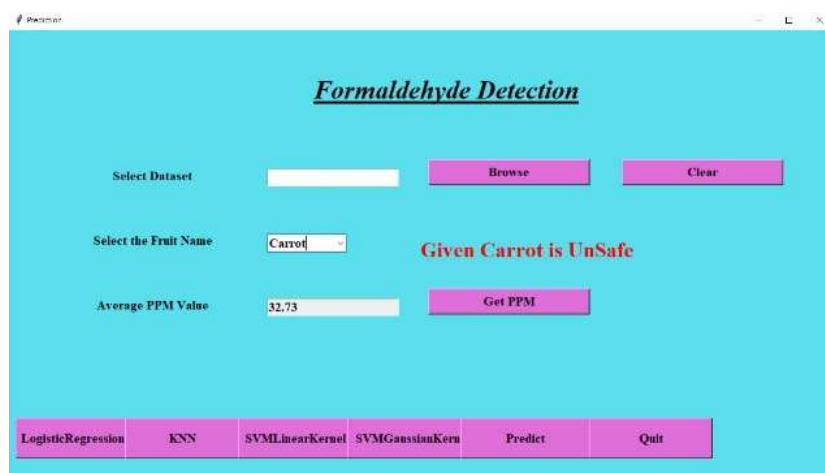 Prediction
Formaldehyde Detection
Select Dataset Browse Clear
Select the Fruit Name Carrot Given Carrot is UnSafe
Average PPM Value 32.73 Get PPM
LogisticRegression KNN SVMLinearKernel SVMGaussianKern Predict Quit